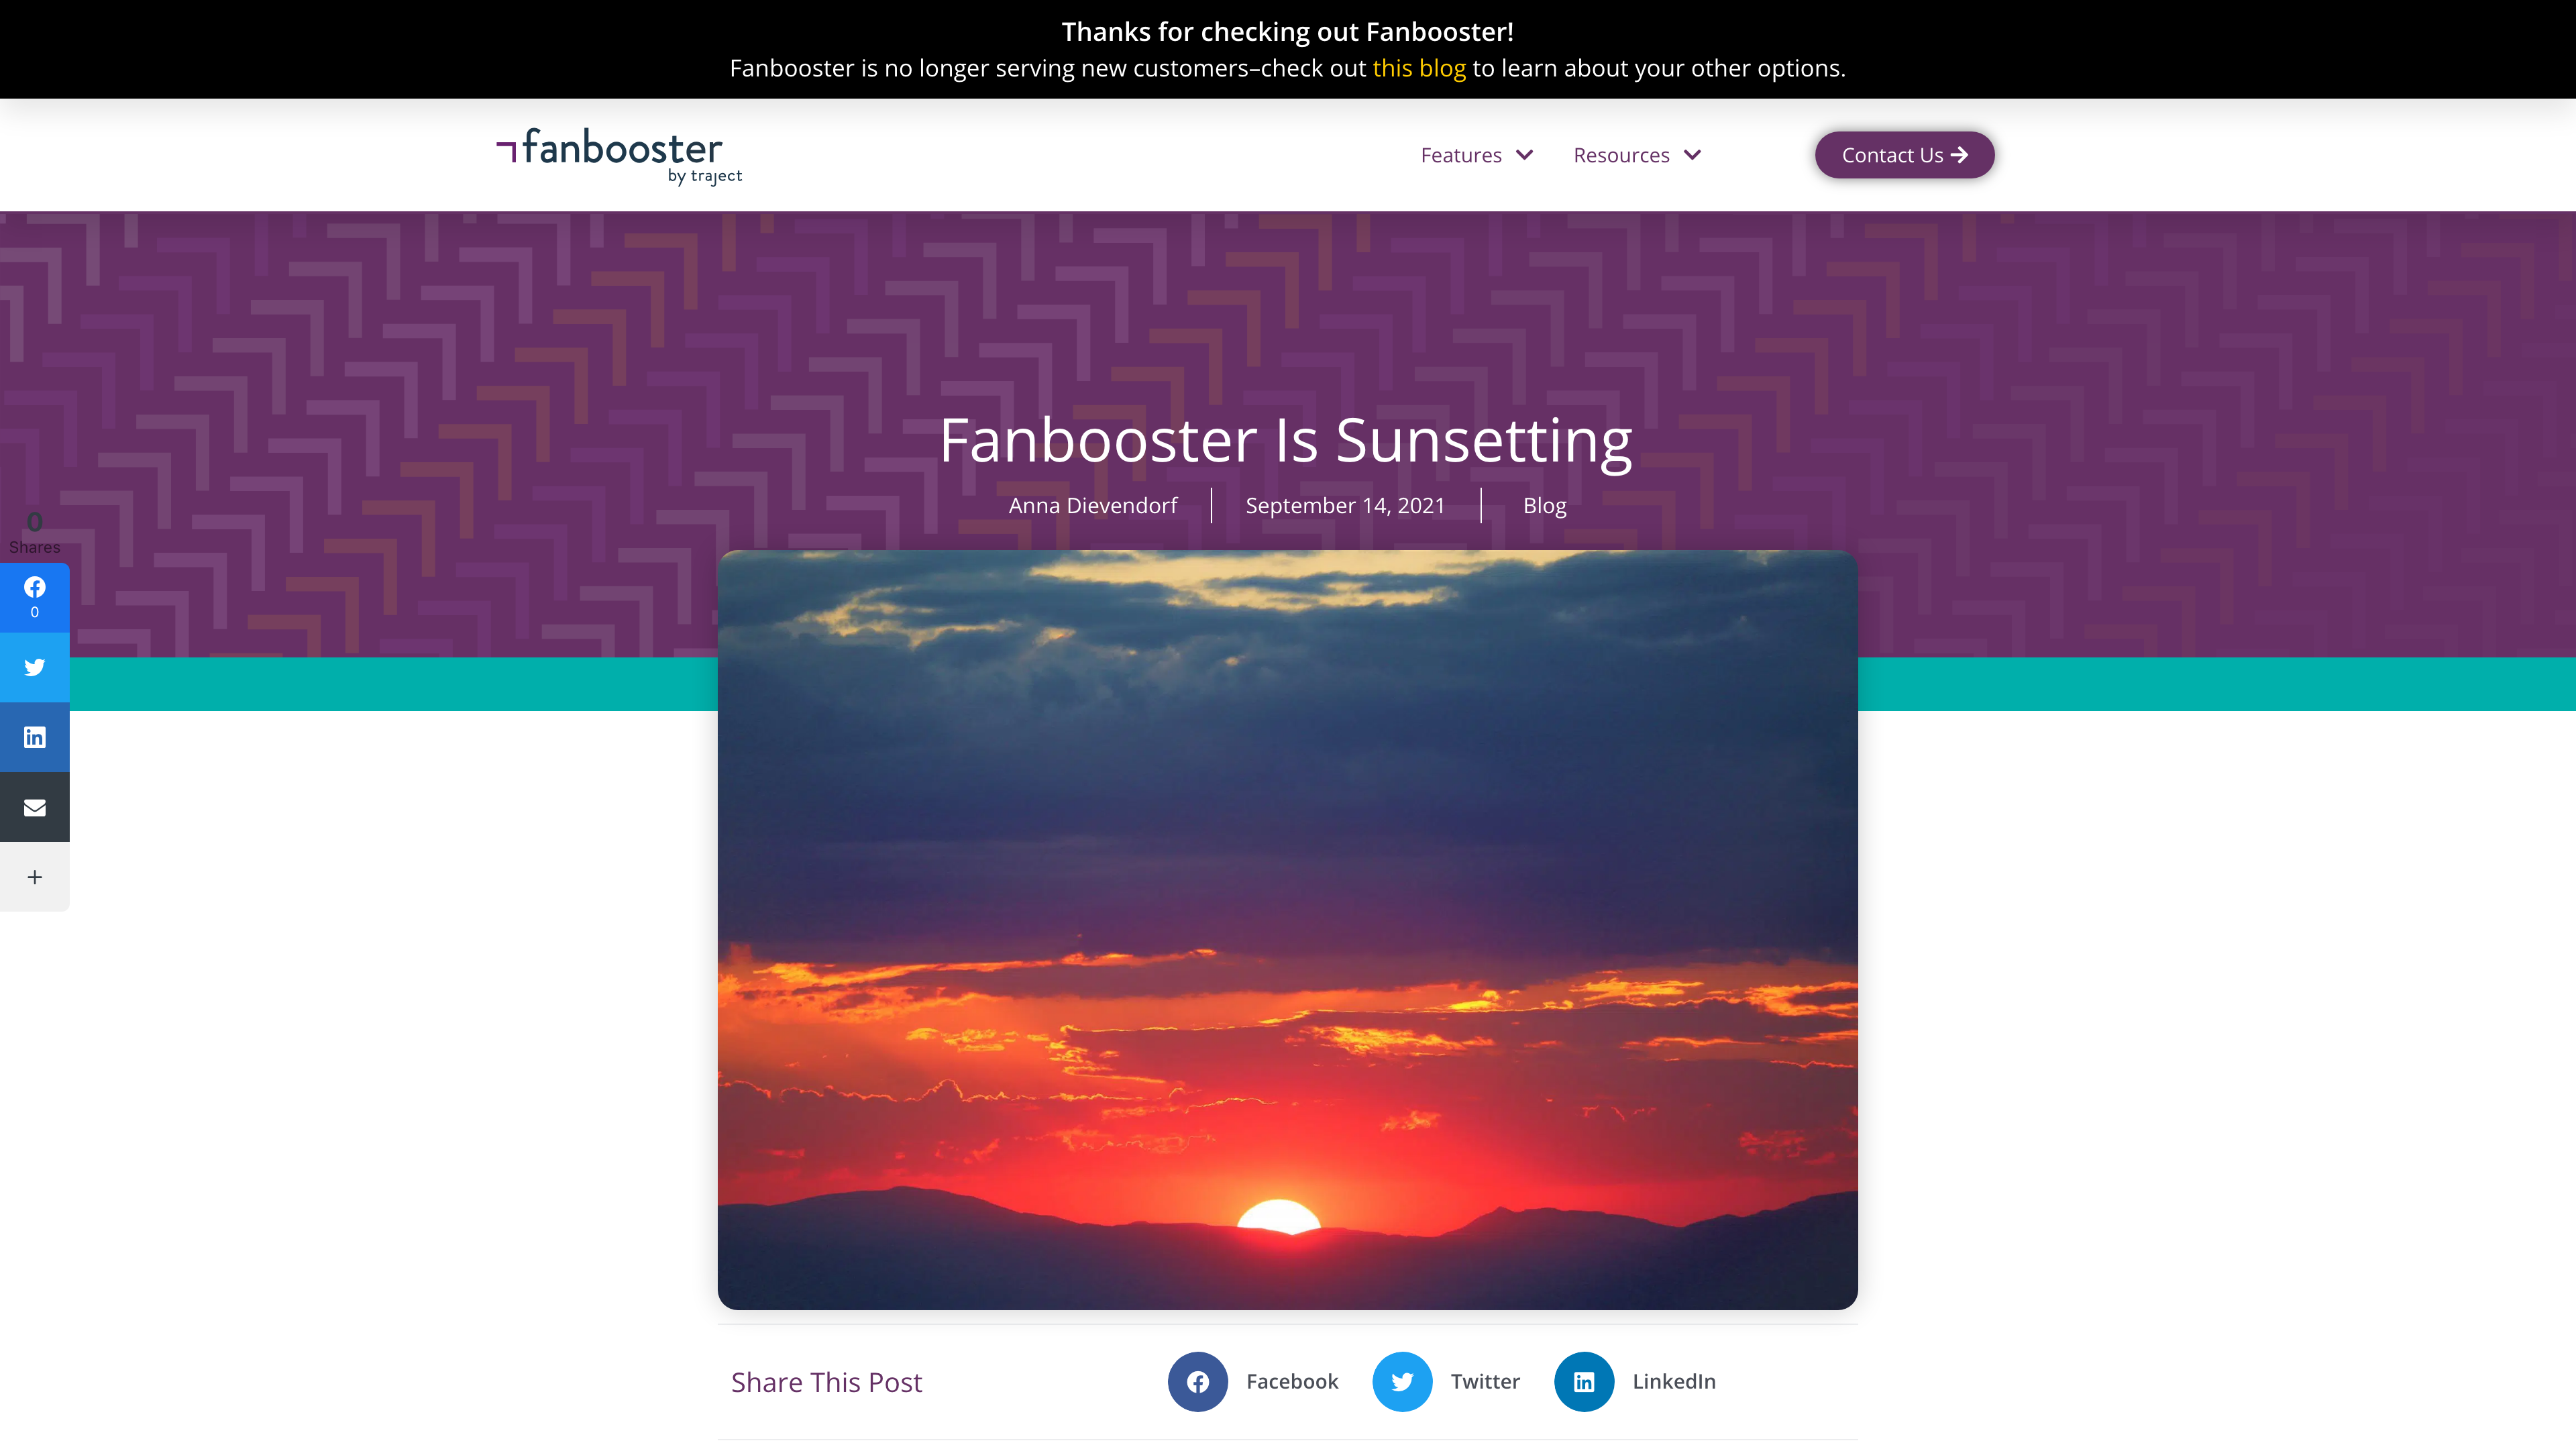 Thanks for checking out Fanbooster!
Fanbooster is no longer serving new customers–check out this blog to learn about your other options.
fanbooster
by traject
Features
Resources
Contact Us
Fanbooster Is Sunsetting
Anna Dievendorf
September 14, 2021
Blog
0
Shares
0
Share This Post
Facebook
Twitter
LinkedIn